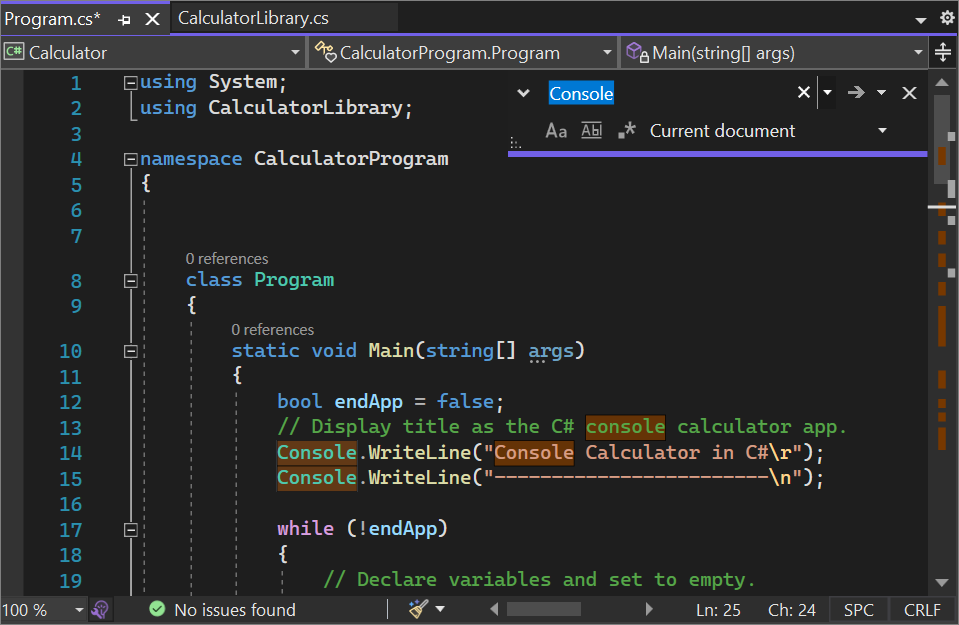 Program.cs* CalculatorLibrary.cs
C# Calculator CalculatorProgram.Program Main(string[] args)
1 using System;
2 using CalculatorLibrary;
3
4 namespace CalculatorProgram
5 {
6
7
0 references
8 class Program
9 {
0 references
10 static void Main(string[] args)
11 {
12 bool endApp = false;
13 // Display title as the C# console calculator app.
14 Console.WriteLine("Console Calculator in C#\r");
15 Console.WriteLine("------------------------\n");
16
17 while (!endApp)
18 {
19 // Declare variables and set to empty.
Console
Aa Abl .* Current document
100 % No issues found Ln: 25 Ch: 24 SPC CRLF